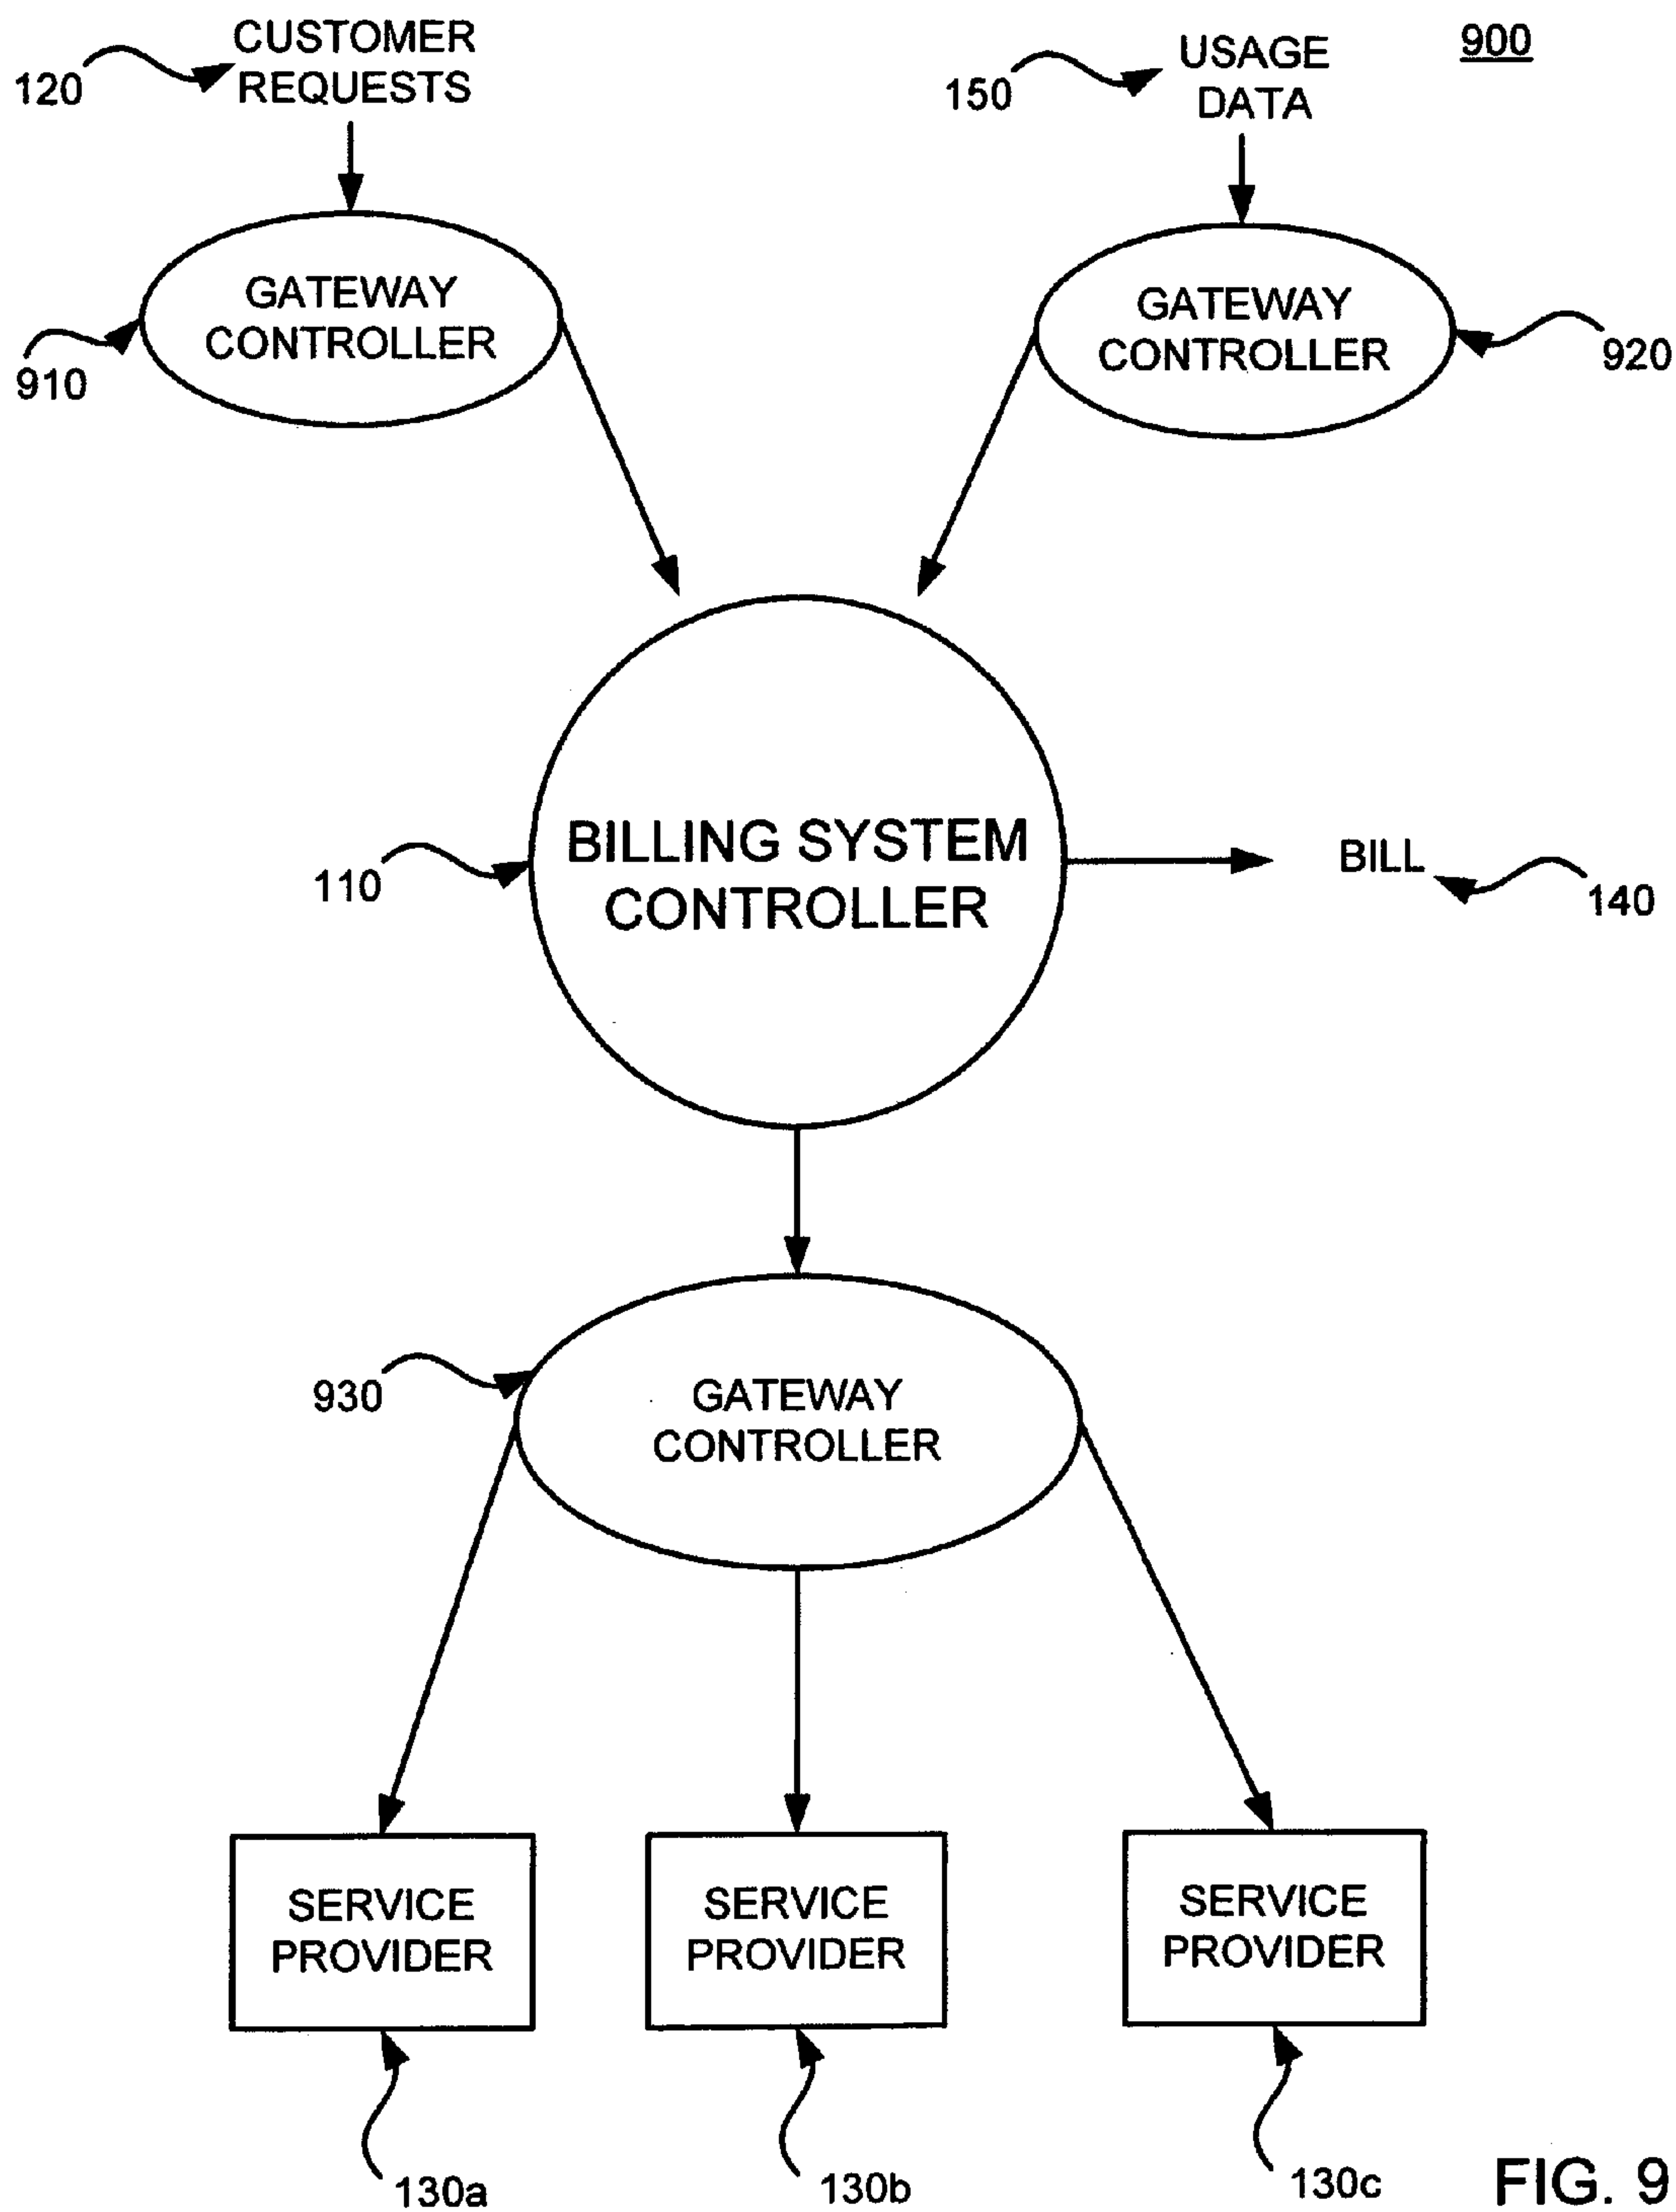 CUSTOMER
REQUESTS
120
USAGE
DATA
150
900
GATEWAY
CONTROLLER
910
GATEWAY
CONTROLLER
920
BILLING SYSTEM
CONTROLLER
110
BILL
140
GATEWAY
CONTROLLER
930
SERVICE
PROVIDER
SERVICE
PROVIDER
SERVICE
PROVIDER
130a
130b
130c
FIG. 9